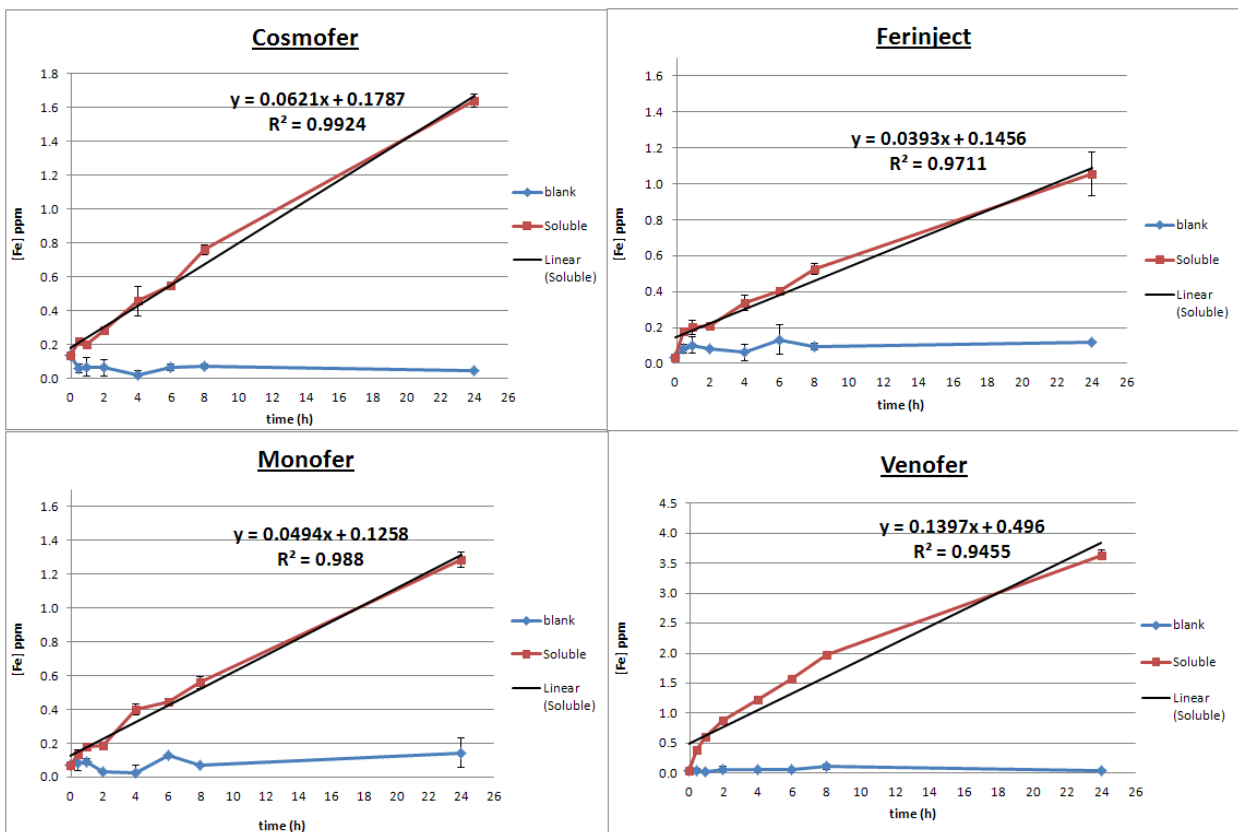 Cosmofer
y = 0.0621x + 0.1787
R² = 0.9924
1.8
1.6
1.4
1.2
1.0
0.8
0.6
0.4
0.2
0.0
[Fe] ppm
0 2 4 6 8 10 12 14 16 18 20 22 24 26
time (h)
blank
Soluble
Linear
(Soluble)
Ferinject
y = 0.0393x + 0.1456
R² = 0.9711
1.6
1.4
1.2
1.0
0.8
0.6
0.4
0.2
0.0
[Fe] ppm
0 2 4 6 8 10 12 14 16 18 20 22 24 26
time (h)
blank
Soluble
Linear
(Soluble)
Monofer
y = 0.0494x + 0.1258
R² = 0.988
1.6
1.4
1.2
1.0
0.8
0.6
0.4
0.2
0.0
[Fe] ppm
0 2 4 6 8 10 12 14 16 18 20 22 24 26
time (h)
blank
Soluble
Linear
(Soluble)
Venofer
y = 0.1397x + 0.496
R² = 0.9455
4.5
4.0
3.5
3.0
2.5
2.0
1.5
1.0
0.5
0.0
[Fe] ppm
0 2 4 6 8 10 12 14 16 18 20 22 24 26
time (h)
blank
Soluble
Linear
(Soluble)